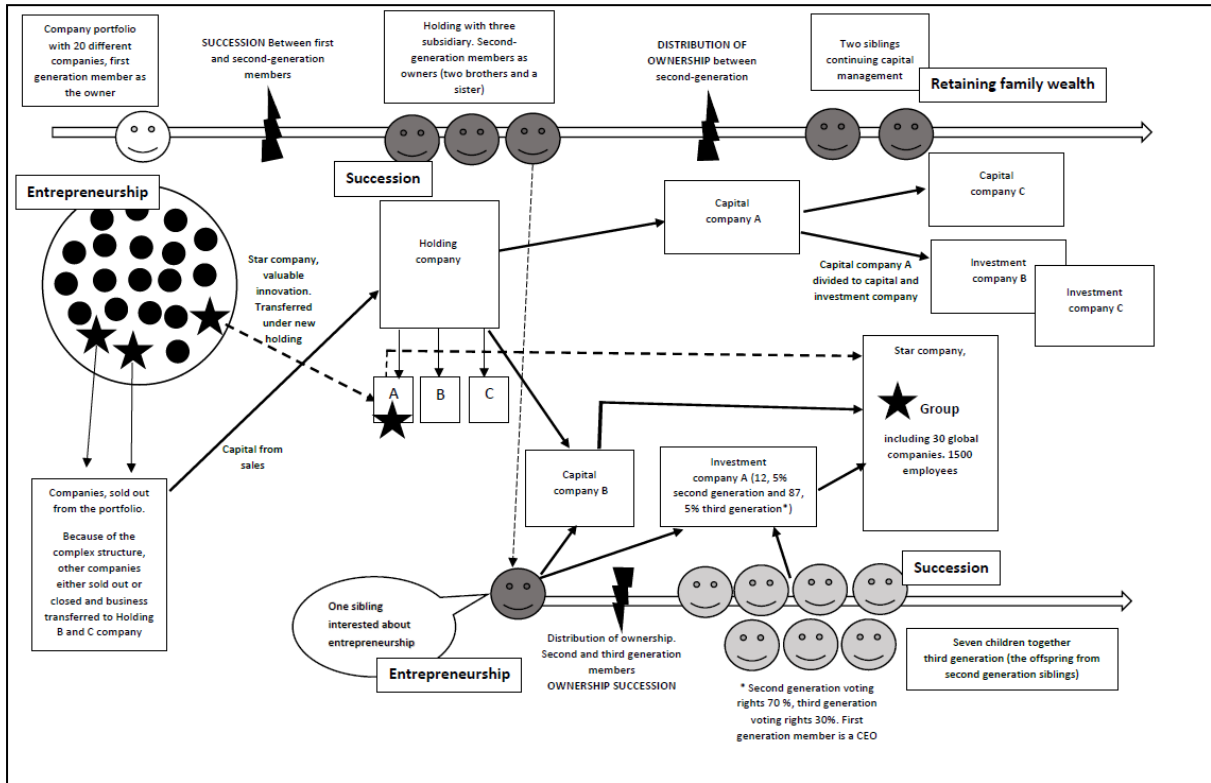 Company portfolio
with 20 different
companies, first
generation member as
the owner
SUCCESSION Between first
and second-generation
members
Holding with three
subsidiary. Second-
generation members as
owners (two brothers and a
sister)
DISTRIBUTION OF
OWNERSHIP between
second-generation
Two siblings
continuing capital
management
Retaining family wealth
Entrepreneurship
Succession
Star company,
valuable
innovation.
Transferred
under new
holding
Holding
company
Capital
company A
Capital
company C
Capital company A
divided to capital and
investment company
Investment
company B
Investment
company C
A
B
C
Star company,
Group
including 30 global
companies. 1500
employees
Capital from
sales
Companies, sold out
from the portfolio.
Because of the
complex structure,
other companies
either sold out or
closed and business
transferred to Holding
B and C company
Capital
company B
Investment
company A (12, 5%
second generation and 87,
5% third generation*)
One sibling
interested about
entrepreneurship
Entrepreneurship
Distribution of ownership.
Second and third generation
members
OWNERSHIP SUCCESSION
Succession
Seven children together
third generation (the offspring from
second generation siblings)
* Second generation voting
rights 70 %, third generation
voting rights 30%. First
generation member is a CEO